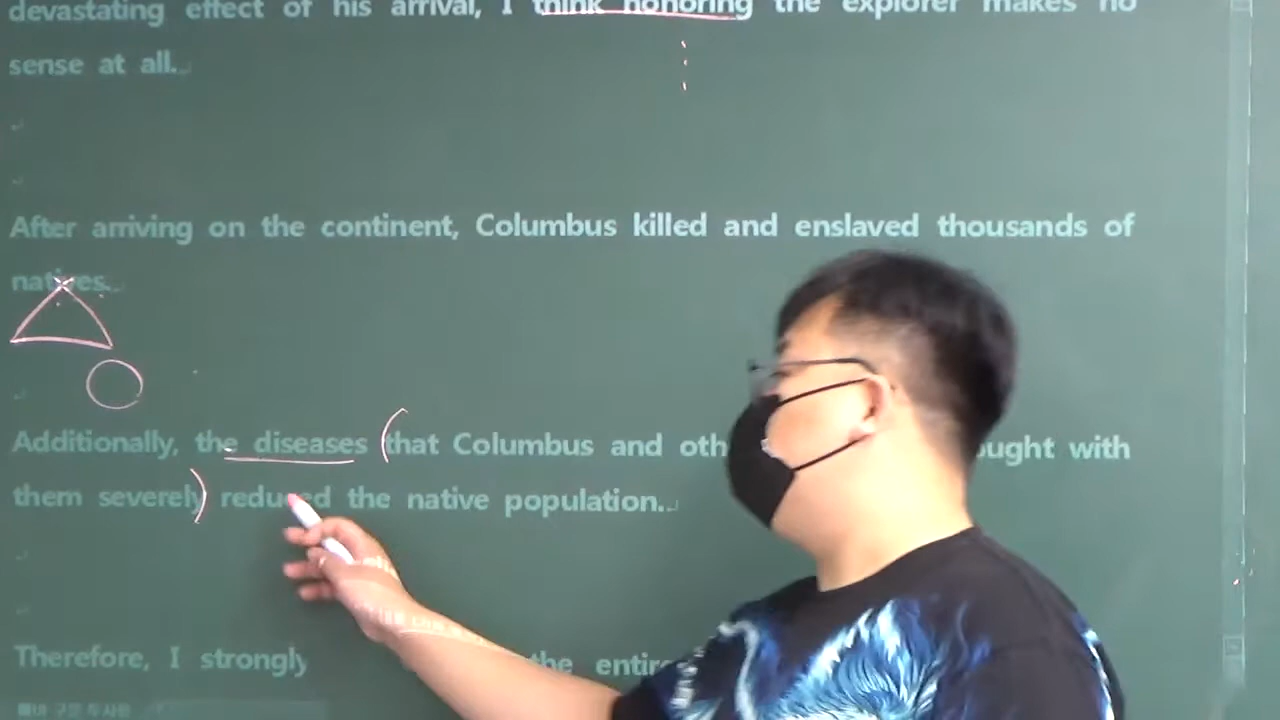 devastating effect of his arrival, I think honoring the explorer makes no
sense at all.
After arriving on the continent, Columbus killed and enslaved thousands of
natives.
Additionally, the diseases that Columbus and with
them severely reduced the native population.
Therefore, I strongly the